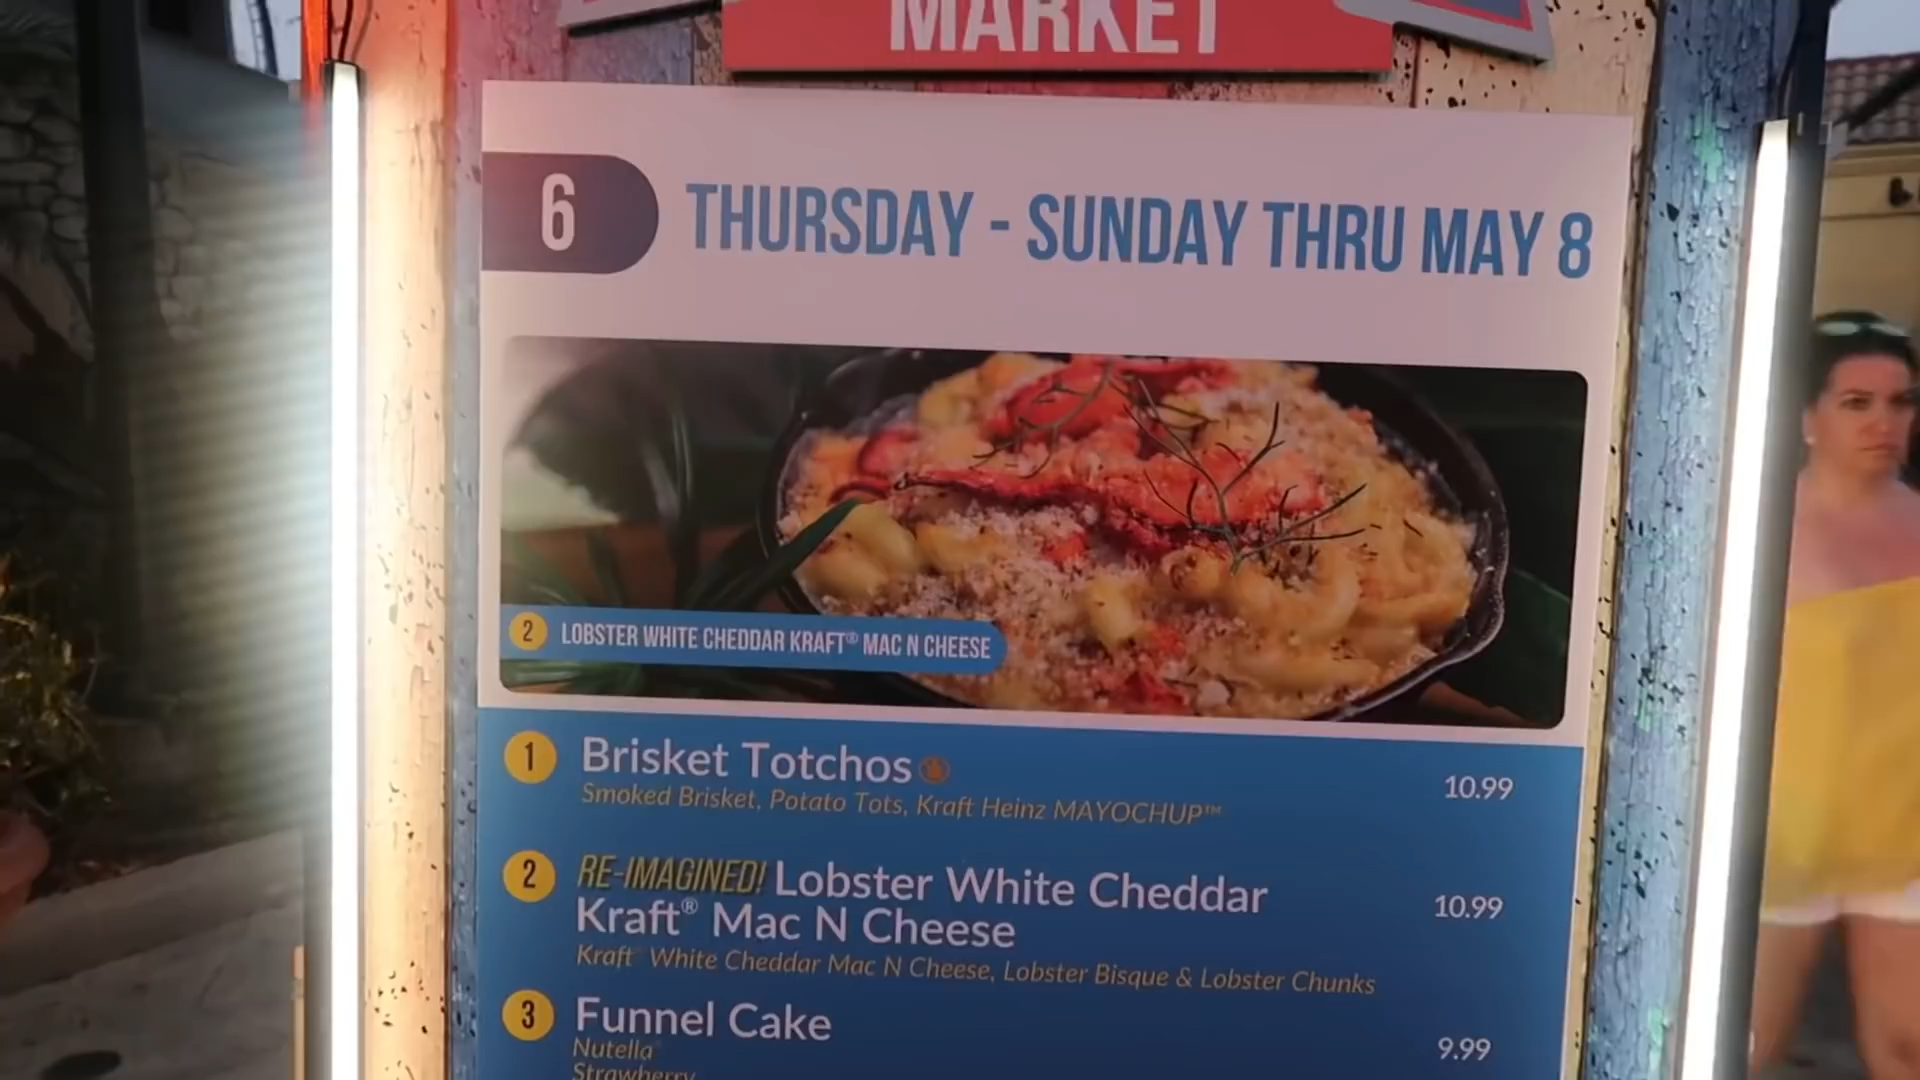 MARKET
6 THURSDAY - SUNDAY THRU MAY 8
2 LOBSTER WHITE CHEDDAR KRAFT® MAC N CHEESE
1 Brisket Totchos 10.99
Smoked Brisket, Potato Tots, Kraft Heinz MAYOCHUP™
2 RE-IMAGINED! Lobster White Cheddar 10.99
Kraft® Mac N Cheese
Kraft® White Cheddar Mac N Cheese, Lobster Bisque & Lobster Chunks
3 Funnel Cake 9.99
Nutella®
Strawberry